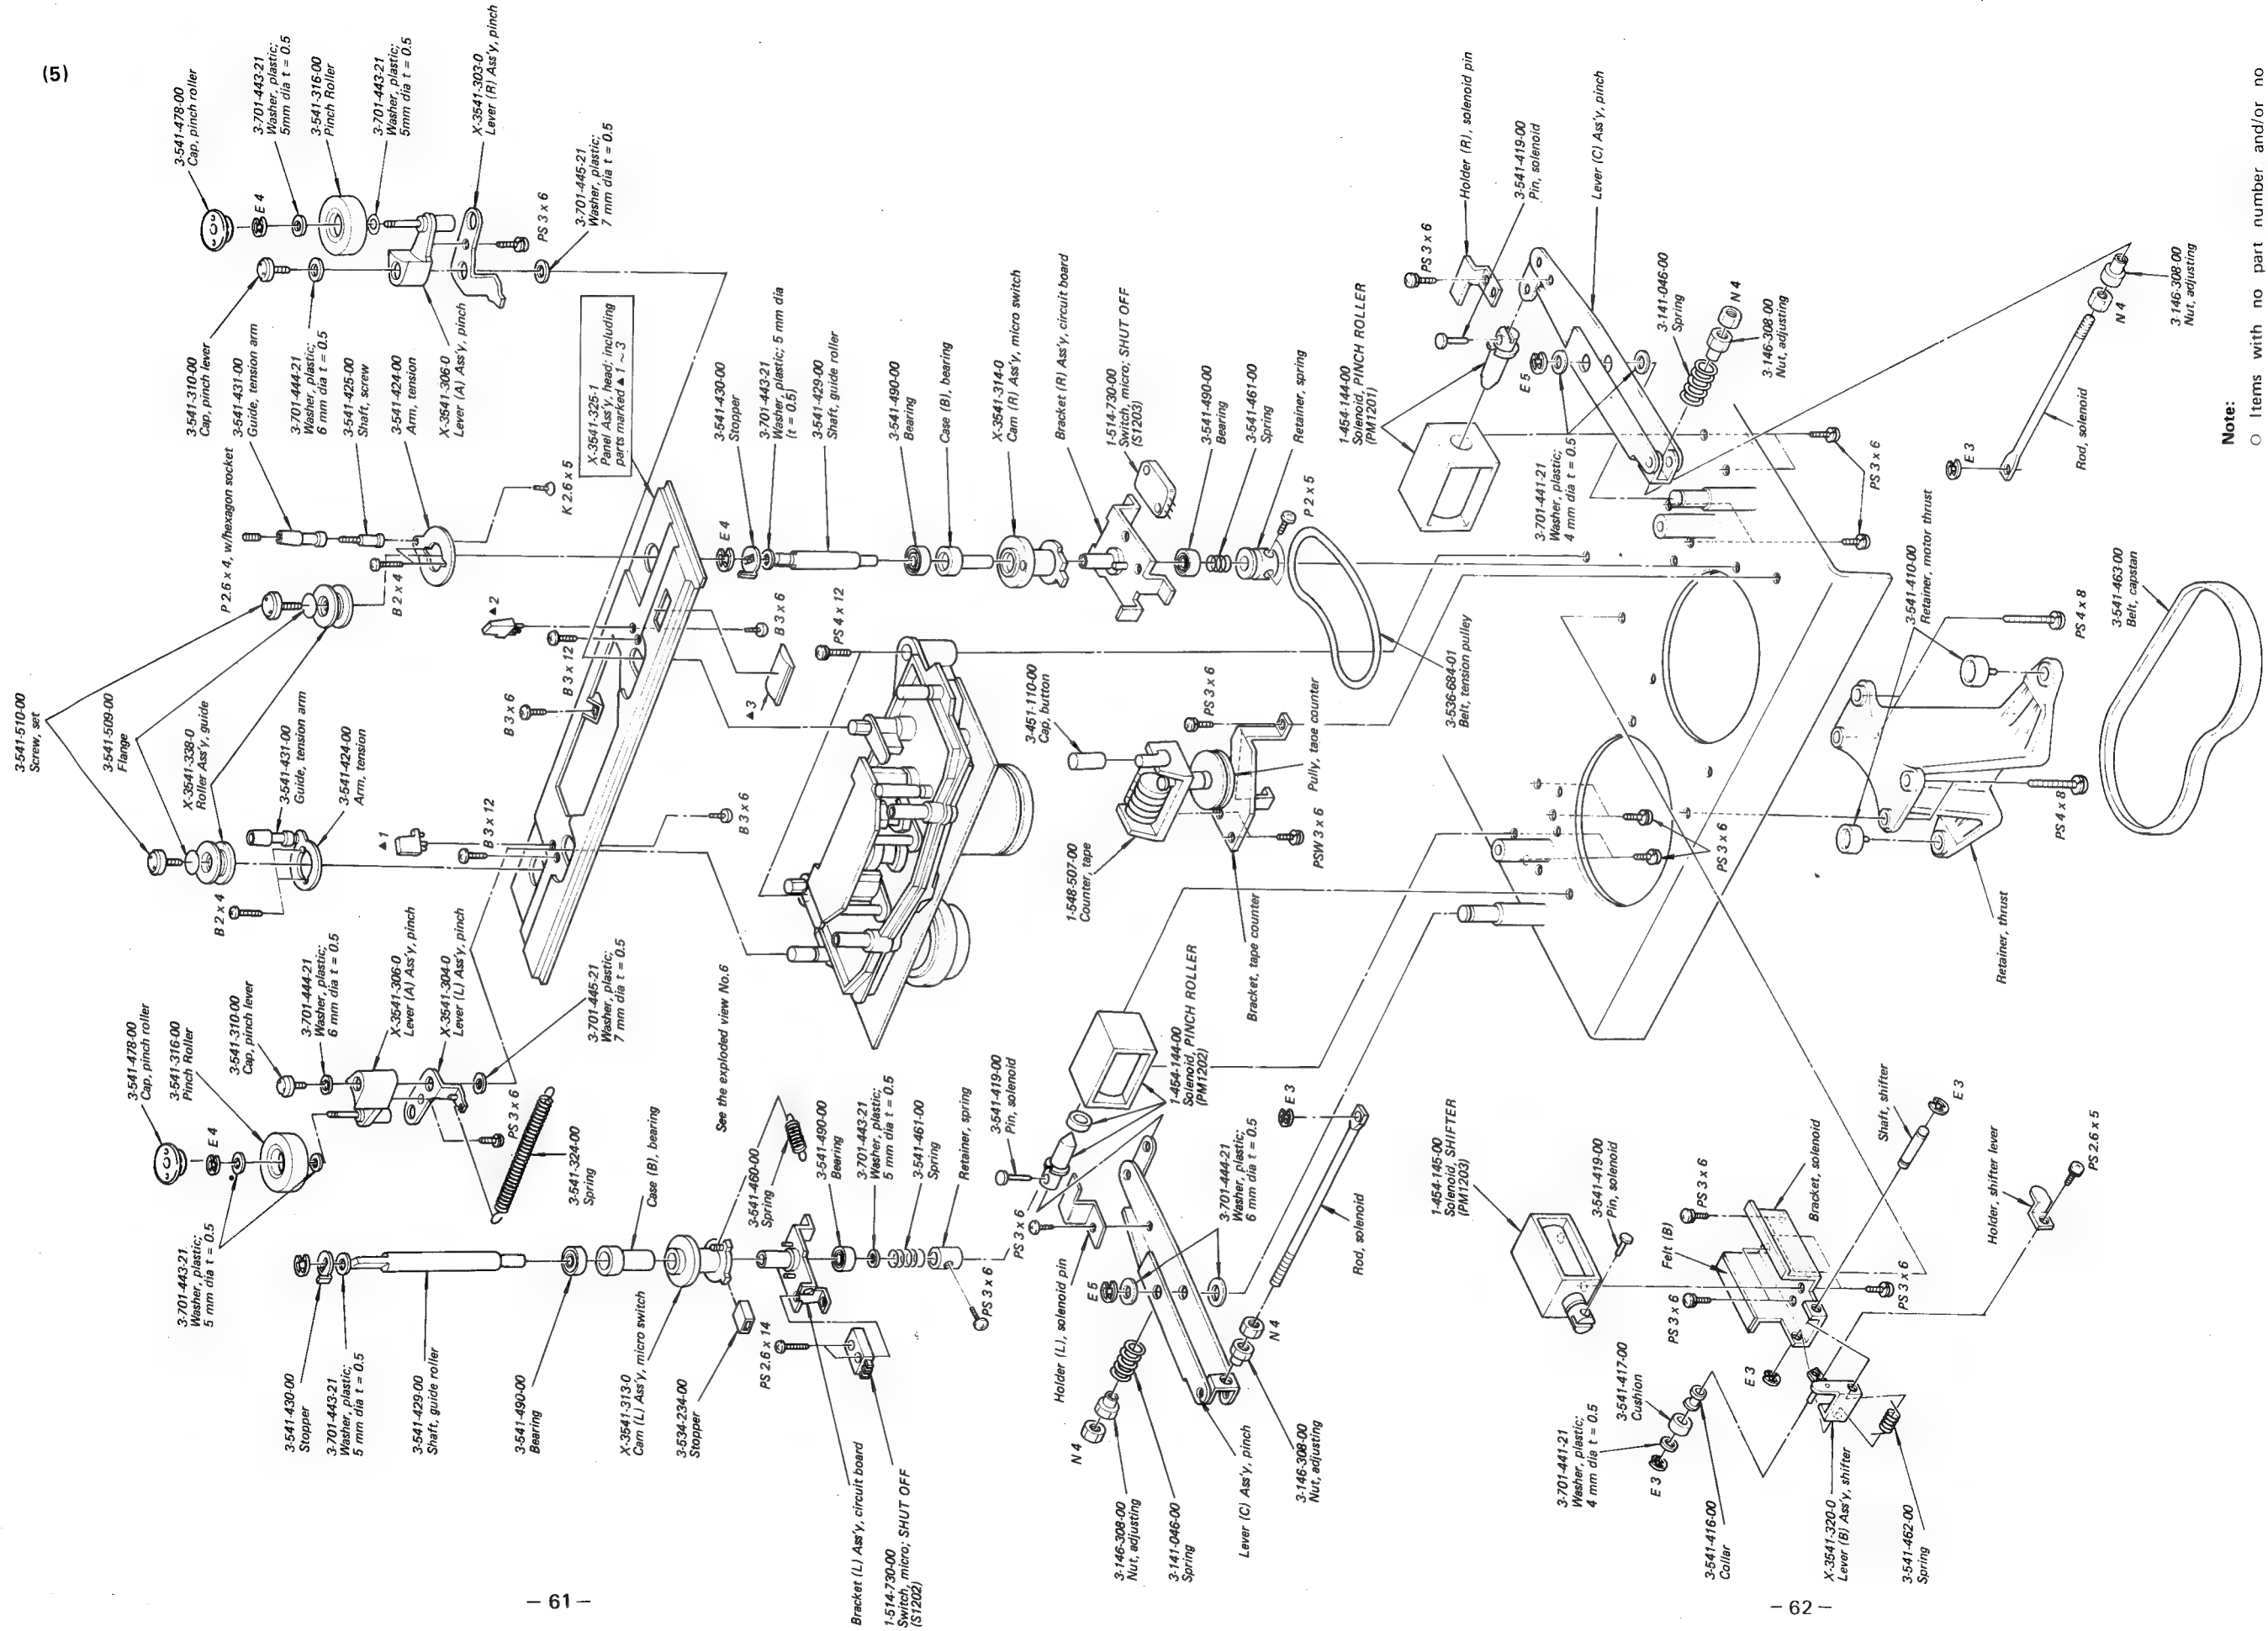 (5)
3-541-510-00
Screw, set
3-541-509-00
Flange
X-3541-338-0
Roller Ass'y, guide
3-541-431-00
Guide, tension arm
3-541-424-00
Arm, tension
B 2 x 4
▲1
B 3 x 12
B 3 x 6
P 2.6 x 4, w/hexagon socket
B 2 x 4
K 2.6 x 5
▲2
B 3 x 12
B 3 x 6
B 3 x 6
▲3
3-541-478-00
Cap, pinch roller
E 4
3-701-443-21
Washer, plastic;
5mm dia t = 0.5
3-541-316-00
Pinch Roller
3-701-443-21
Washer, plastic;
5mm dia t = 0.5
X-3541-303-0
Lever (R) Ass'y, pinch
PS 3 x 6
3-701-445-21
Washer, plastic;
7 mm dia t = 0.5
3-541-310-00
Cap, pinch lever
3-541-431-00
Guide, tension arm
3-701-444-21
Washer, plastic;
6 mm dia t = 0.5
3-541-425-00
Shaft, screw
3-541-424-00
Arm, tension
X-3541-306-0
Lever (A) Ass'y, pinch
X-3541-325-1
Panel Ass'y, head; including
parts marked ▲ 1 ~ 3
3-541-430-00
Stopper
E 4
3-701-443-21
Washer, plastic; 5 mm dia
(t = 0.5)
3-541-429-00
Shaft, guide roller
3-541-490-00
Bearing
Case (B), bearing
X-3541-314-0
Cam (R) Ass'y, micro switch
Bracket (R) Ass'y, circuit board
1-514-730-00
Switch, micro; SHUT OFF
(S1203)
3-541-490-00
Bearing
3-541-461-00
Spring
Retainer, spring
P 2 x 5
3-541-478-00
Cap, pinch roller
3-541-316-00
Pinch Roller
E 4
3-541-310-00
Cap, pinch lever
3-701-444-21
Washer, plastic;
6 mm dia t = 0.5
X-3541-306-0
Lever (A) Ass'y, pinch
X-3541-304-0
Lever (L) Ass'y, pinch
3-701-445-21
Washer, plastic;
7 mm dia t = 0.5
PS 3 x 6
3-541-324-00
Spring
3-701-443-21
Washer, plastic;
5 mm dia t = 0.5
3-541-430-00
Stopper
3-701-443-21
Washer, plastic;
5 mm dia t = 0.5
3-541-429-00
Shaft, guide roller
3-541-490-00
Bearing
Case (B), bearing
X-3541-313-0
Cam (L) Ass'y, micro switch
3-534-234-00
Stopper
PS 2.6 x 14
See the exploded view No.6
3-541-460-00
Spring
3-541-490-00
Bearing
3-701-443-21
Washer, plastic;
5 mm dia t = 0.5
3-541-461-00
Spring
Retainer, spring
PS 3 x 6
Bracket (L) Ass'y, circuit board
1-514-730-00
Switch, micro; SHUT OFF
(S1202)
– 61 –
PS 4 x 12
3-451-110-00
Cap, button
PS 3 x 6
1-548-507-00
Counter, tape
PSW 3 x 6
Bracket, tape counter
Pully, tape counter
3-536-684-01
Belt, tension pulley
1-454-144-00
Solenoid, PINCH ROLLER
(PM1201)
PS 3 x 6
Holder (R), solenoid pin
3-541-419-00
Pin, solenoid
Lever (C) Ass'y, pinch
E 5
3-701-441-21
Washer, plastic;
4 mm dia t = 0.5
3-141-046-00
Spring
N 4
3-146-308-00
Nut, adjusting
PS 3 x 6
E 3
Rod, solenoid
N 4
3-146-308-00
Nut, adjusting
3-541-419-00
Pin, solenoid
1-454-144-00
Solenoid, PINCH ROLLER
(PM1202)
PS 3 x 6
Holder (L), solenoid pin
E 5
3-701-444-21
Washer, plastic;
6 mm dia t = 0.5
E 3
Rod, solenoid
N 4
N 4
3-146-308-00
Nut, adjusting
3-141-046-00
Spring
Lever (C) Ass'y, pinch
3-146-308-00
Nut, adjusting
1-454-145-00
Solenoid, SHIFTER
(PM1203)
3-541-419-00
Pin, solenoid
PS 3 x 6
Felt (B)
Bracket, solenoid
PS 3 x 6
PS 3 x 6
Shaft, shifter
E 3
Holder, shifter lever
PS 2.6 x 5
E 3
3-541-417-00
Cushion
3-701-441-21
Washer, plastic;
4 mm dia t = 0.5
E 3
3-541-416-00
Collar
X-3541-320-0
Lever (B) Ass'y, shifter
3-541-462-00
Spring
PS 3 x 6
3-541-410-00
Retainer, motor thrust
PS 4 x 8
PS 4 x 8
Retainer, thrust
3-541-463-00
Belt, capstan
– 62 –
Note:
○ Items with no part number and/or no